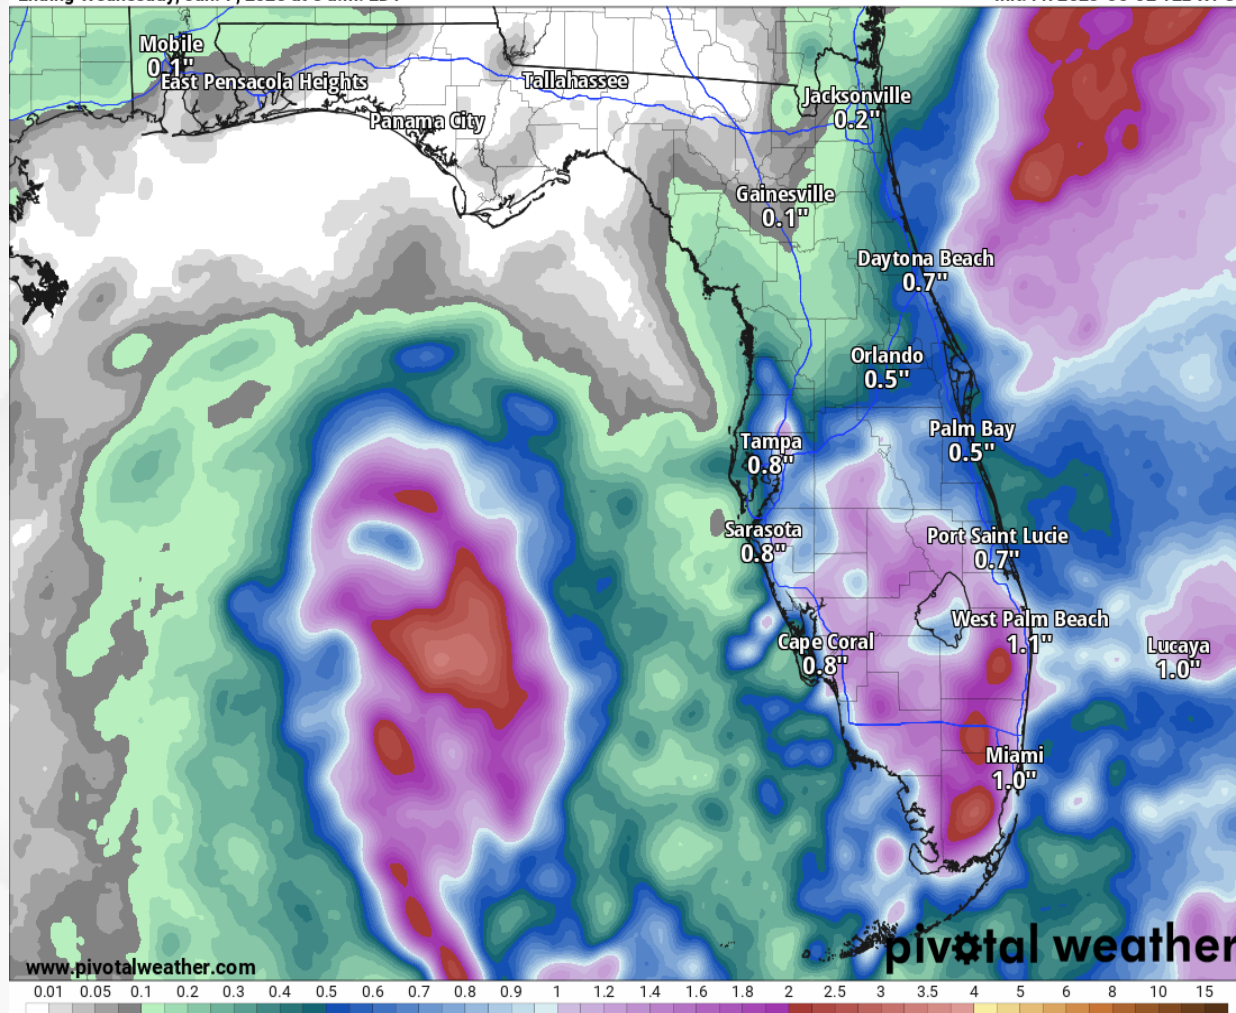 Mobile
0.1"
East Pensacola Heights
Tallahassee
Panama City
Jacksonville
0.2"
Gainesville
0.1"
Daytona Beach
0.7"
Orlando
0.5"
Palm Bay
0.5"
Tampa
0.8"
Sarasota
0.8"
Port Saint Lucie
0.7"
West Palm Beach
1.1"
Cape Coral
0.8"
Lucaya
1.0"
Miami
1.0"
pivotal weather
www.pivotalweather.com
0.01 0.05 0.1 0.2 0.3 0.4 0.5 0.6 0.7 0.8 0.9 1 1.2 1.4 1.6 1.8 2 2.5 3 3.5 4 5 6 8 10 15